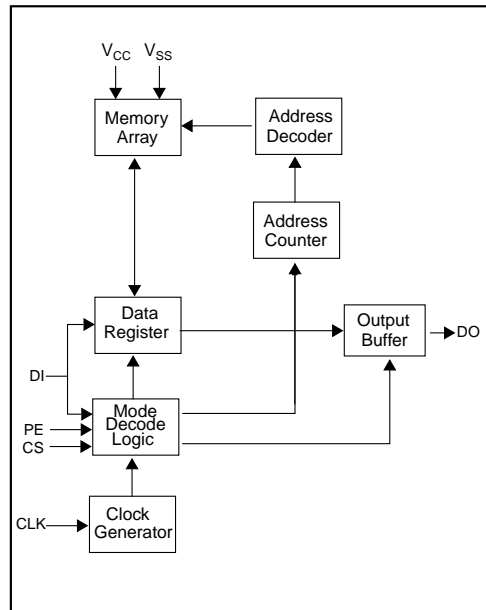 VCC VSS
Memory
Array
Address
Decoder
Address
Counter
Data
Register
Output
Buffer
DO
DI
Mode
Decode
Logic
PE
CS
CLK
Clock
Generator